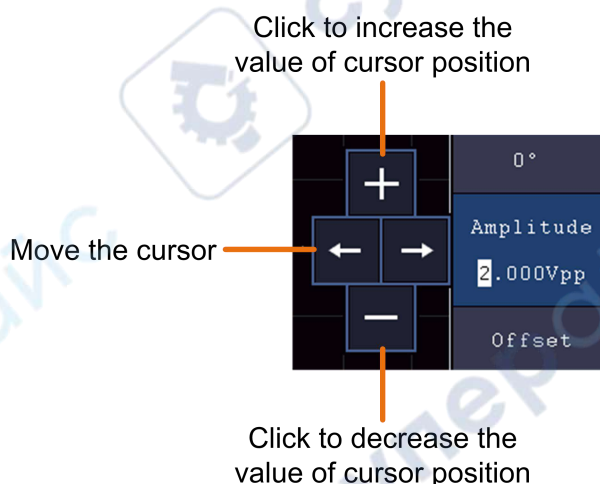 Click to increase the
value of cursor position
+
0°
Amplitude
Move the cursor
← →
2.000Vpp
−
Offset
Click to decrease the
value of cursor position